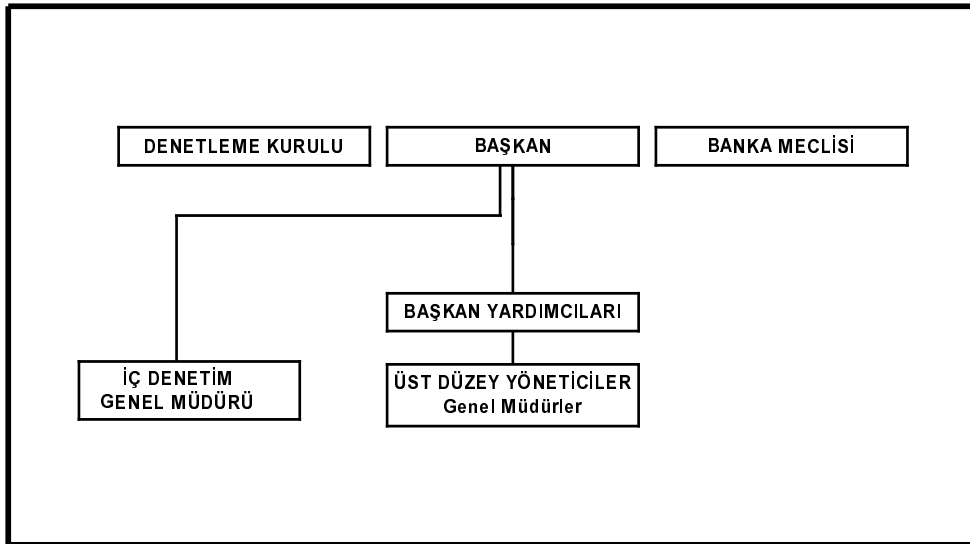 DENETLEME KURULU
BAŞKAN
BANKA MECLİSİ
BAŞKAN YARDIMCILARI
İÇ DENETİM
GENEL MÜDÜRÜ
ÜST DÜZEY YÖNETİCİLER
Genel Müdürler